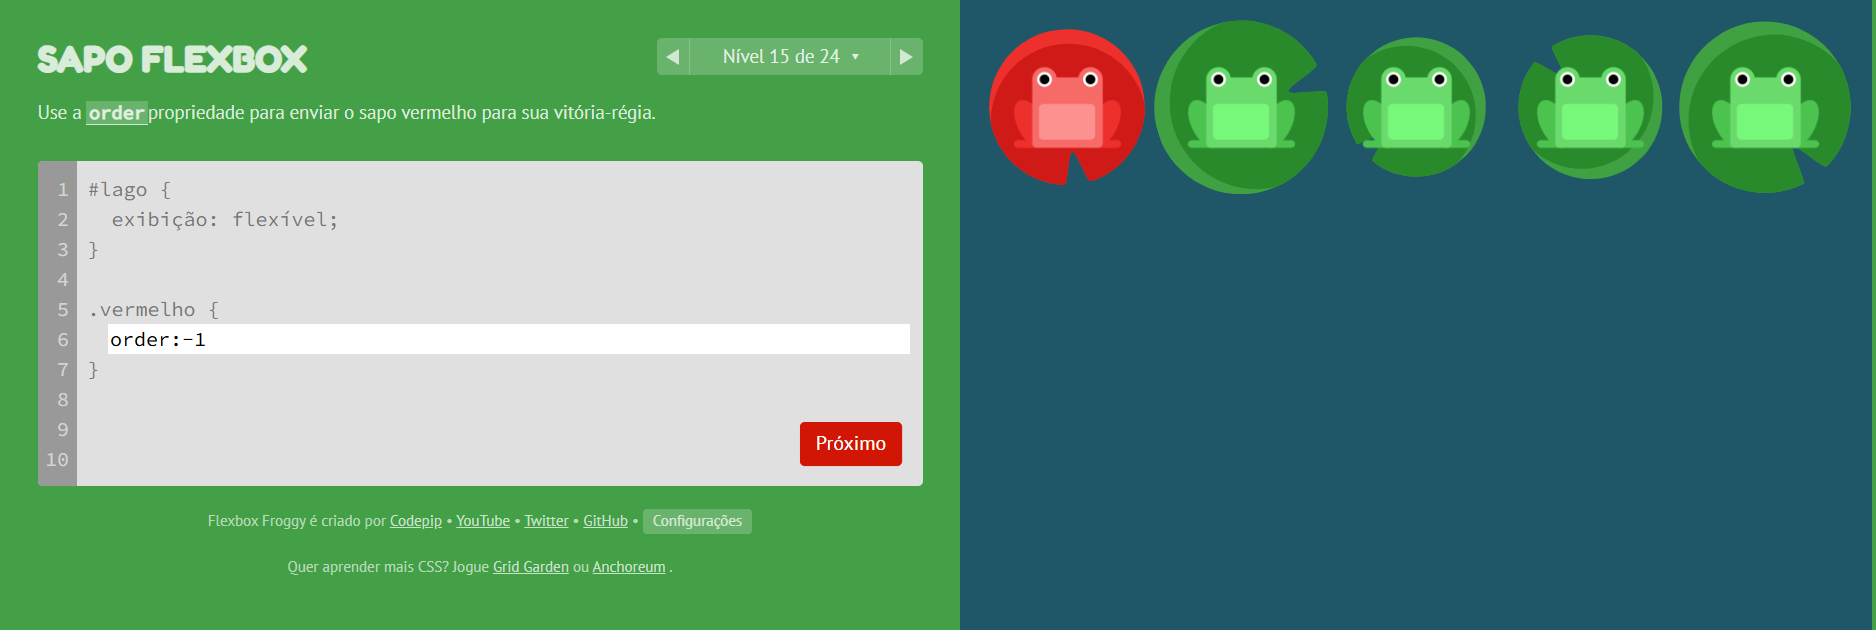 SAPO FLEXBOX
◀ Nível 15 de 24 ▼ ▶
Use a order propriedade para enviar o sapo vermelho para sua vitória-régia.
1 #lago {
2   exibição: flexível;
3 }
4
5 .vermelho {
6   order:-1
7 }
8
9
10
Próximo
Flexbox Froggy é criado por Codepip • YouTube • Twitter • GitHub • Configurações
Quer aprender mais CSS? Jogue Grid Garden ou Anchoreum .